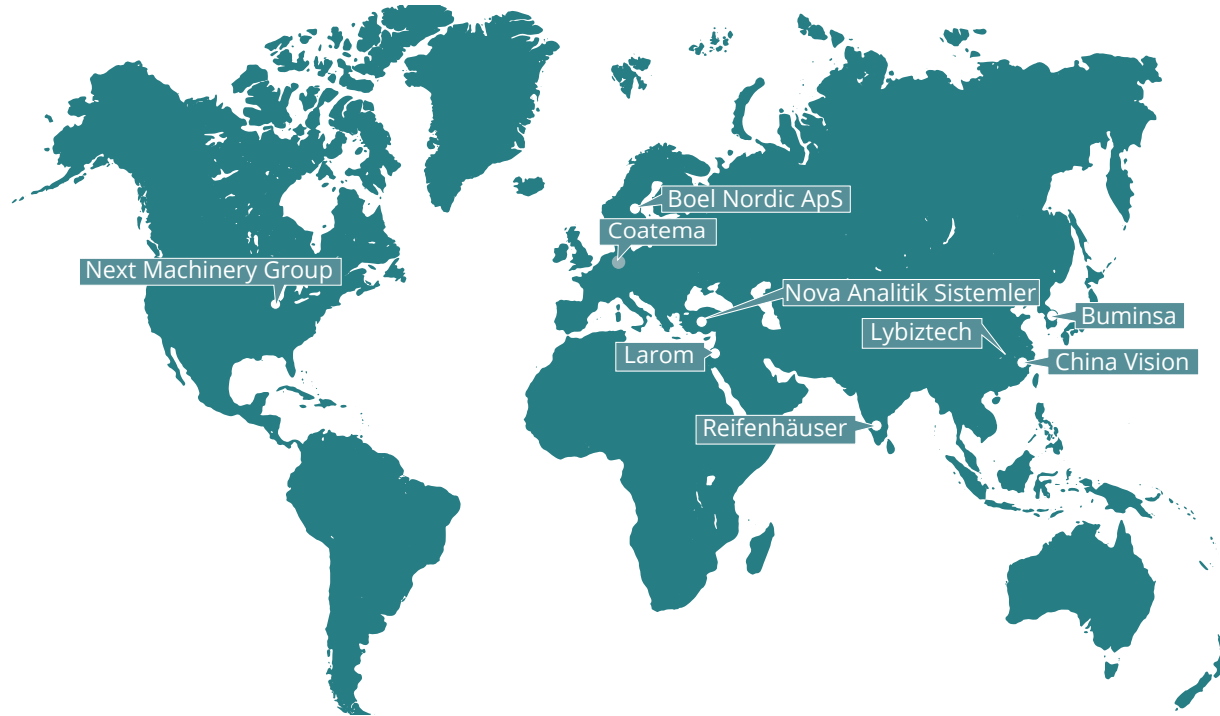 Boel Nordic ApS
Coatema
Next Machinery Group
Nova Analitik Sistemler
Buminsa
Lybiztech
Larom
China Vision
Reifenhäuser